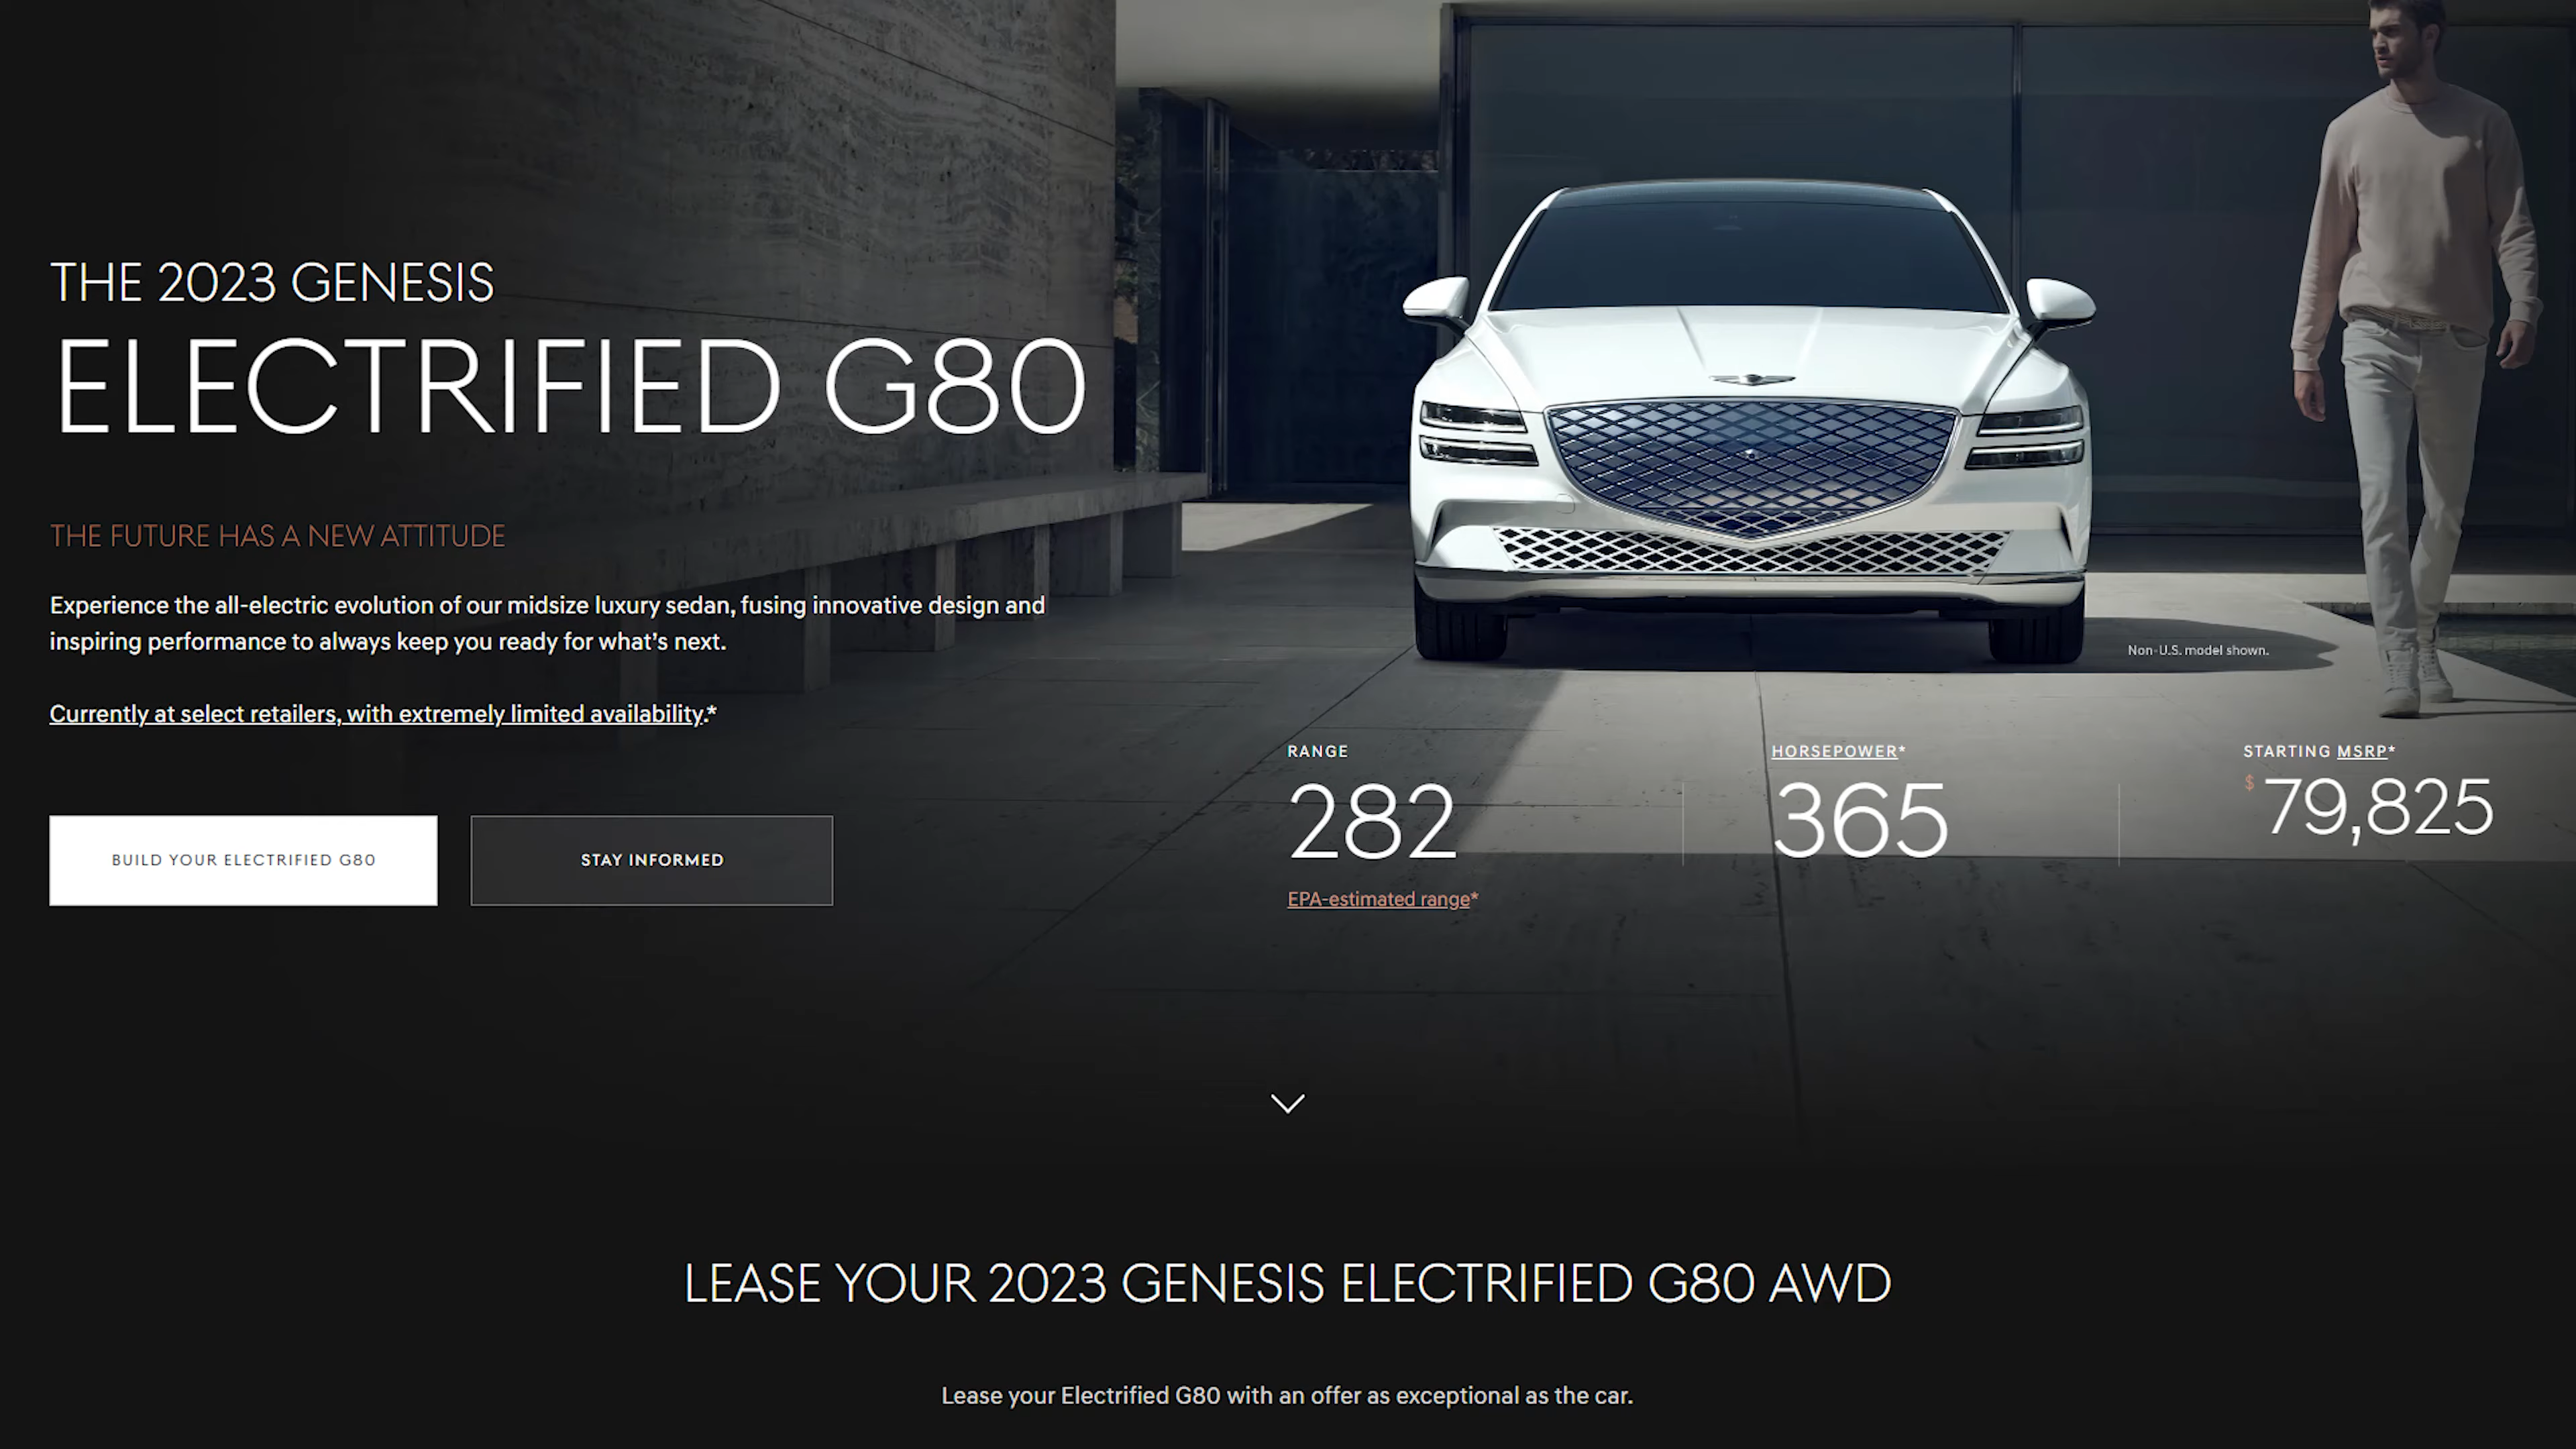 THE 2023 GENESIS
ELECTRIFIED G80
THE FUTURE HAS A NEW ATTITUDE
Experience the all-electric evolution of our midsize luxury sedan, fusing innovative design and
inspiring performance to always keep you ready for what's next.
Currently at select retailers, with extremely limited availability.*
BUILD YOUR ELECTRIFIED G80
STAY INFORMED
Non-U.S. model shown.
RANGE
282
EPA-estimated range*
HORSEPOWER*
365
STARTING MSRP*
$79,825
LEASE YOUR 2023 GENESIS ELECTRIFIED G80 AWD
Lease your Electrified G80 with an offer as exceptional as the car.